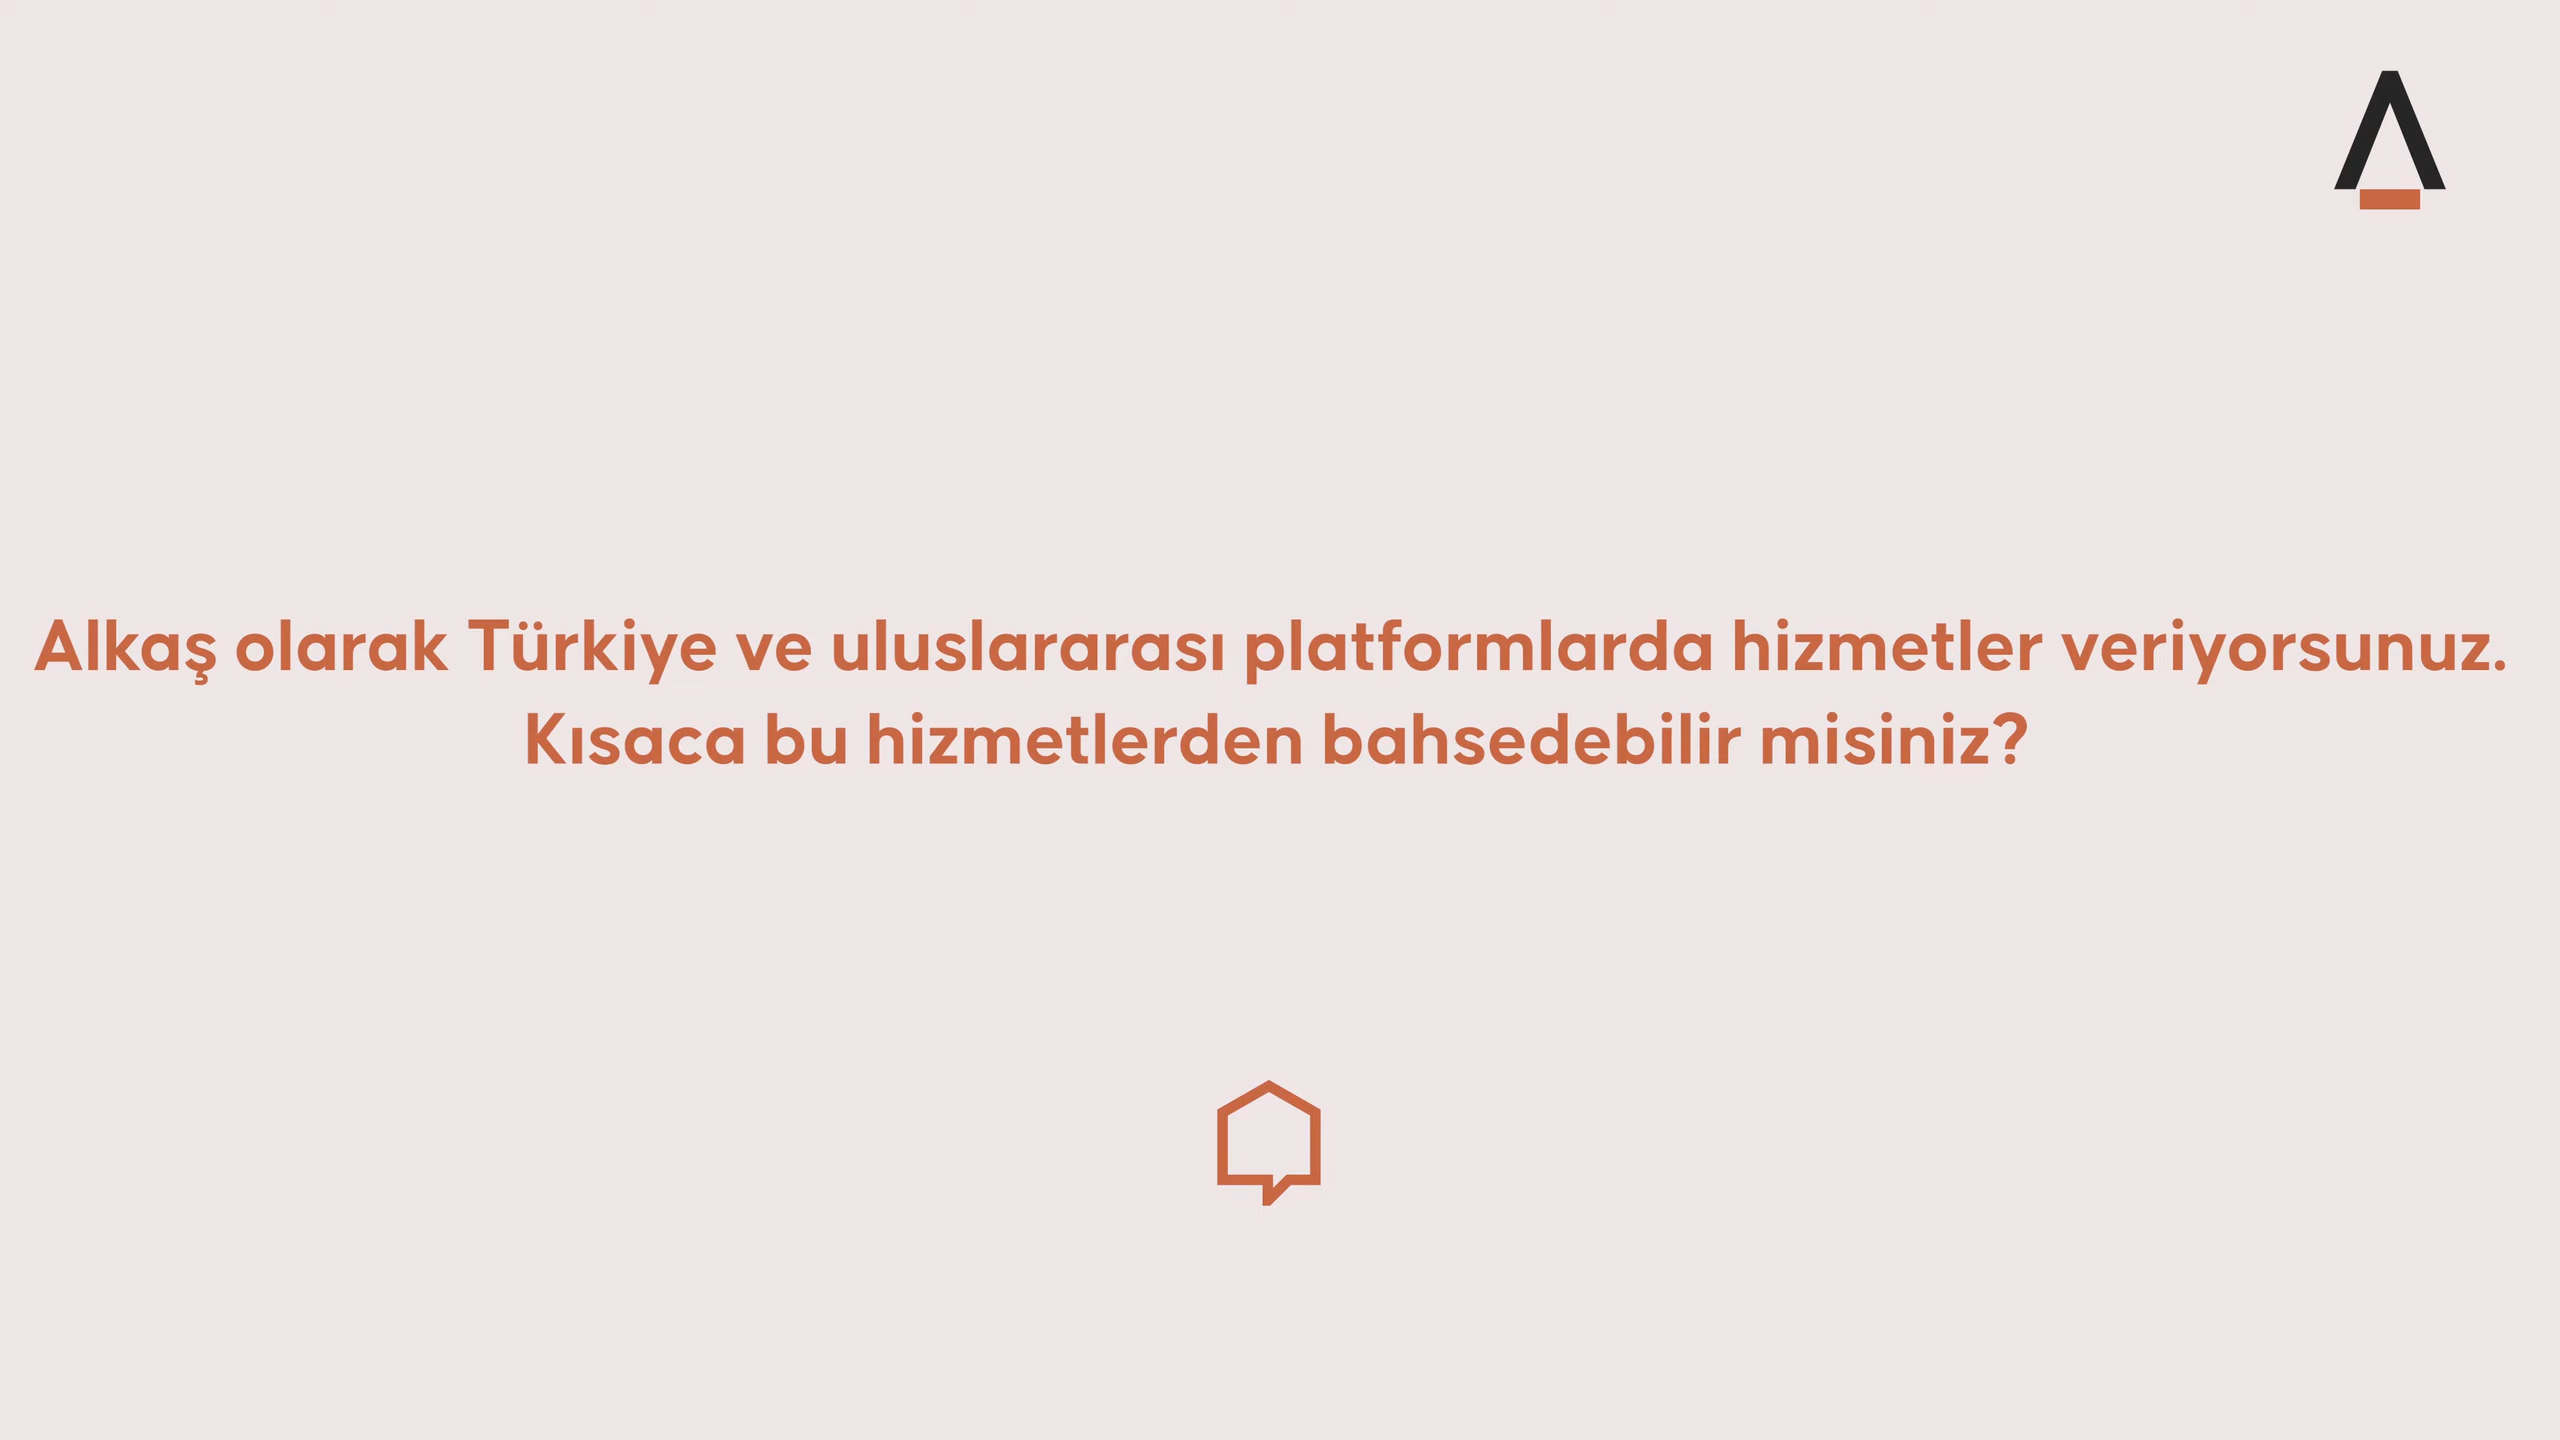 Alkaş olarak Türkiye ve uluslararası platformlarda hizmetler veriyorsunuz.
Kısaca bu hizmetlerden bahsedebilir misiniz?